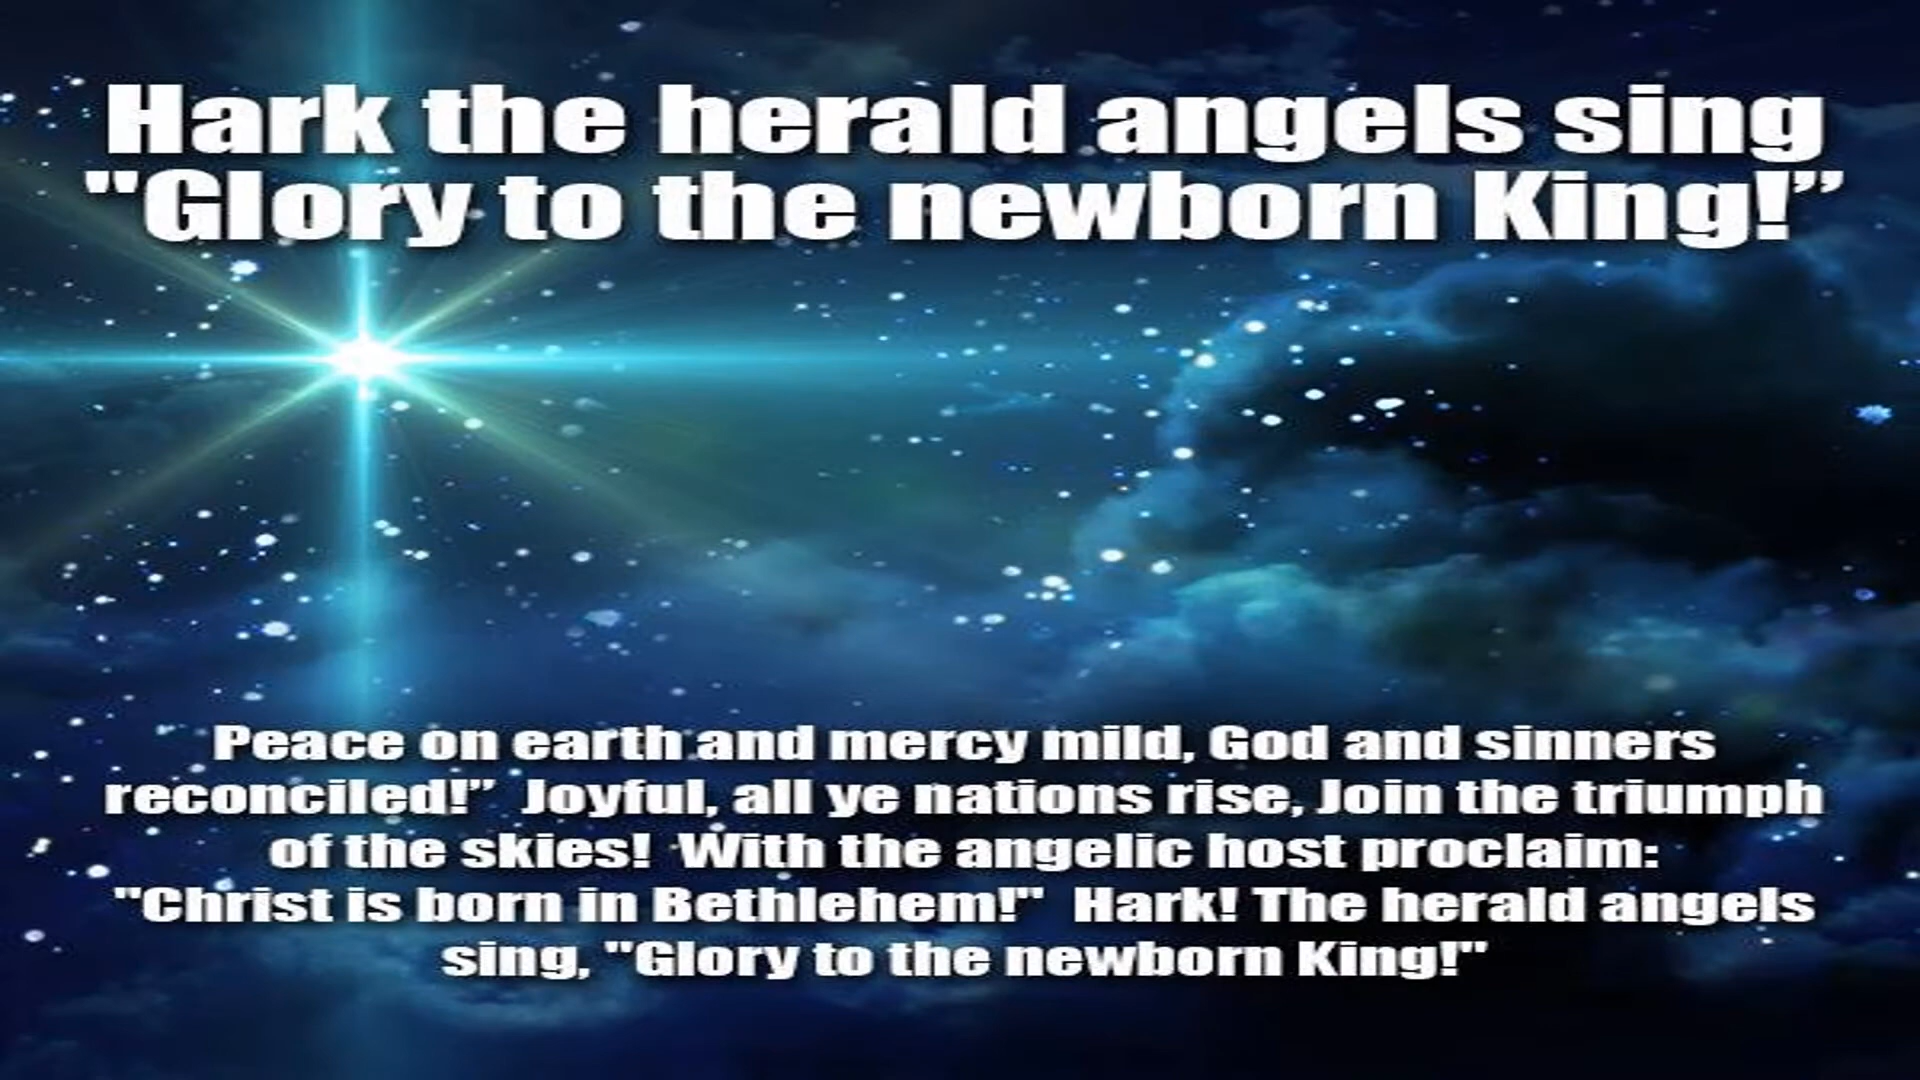 Hark the herald angels sing
"Glory to the newborn King!”
Peace on earth and mercy mild, God and sinners
reconciled!” Joyful, all ye nations rise, Join the triumph
of the skies! With the angelic host proclaim:
"Christ is born in Bethlehem!" Hark! The herald angels
sing, "Glory to the newborn King!"